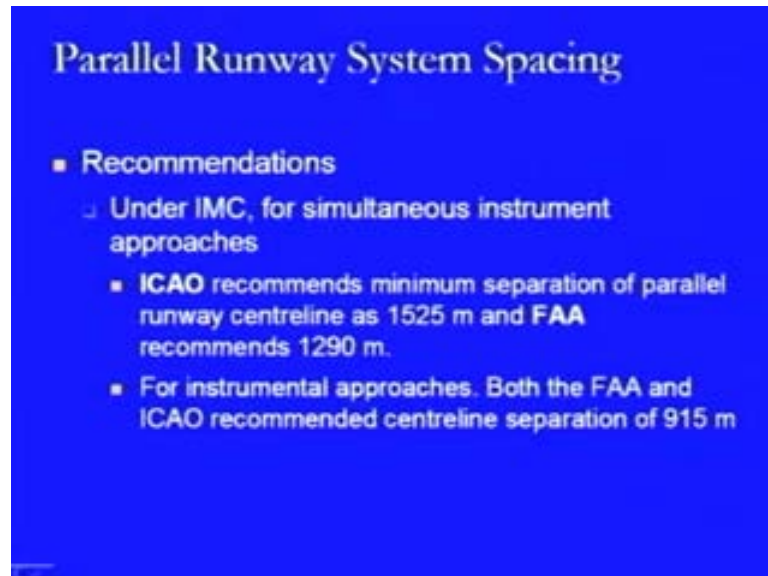 Parallel Runway System Spacing
Recommendations
Under IMC, for simultaneous instrument
approaches
ICAO recommends minimum separation of parallel
runway centreline as 1525 m and FAA
recommends 1290 m.
For instrumental approaches. Both the FAA and
ICAO recommended centreline separation of 915 m